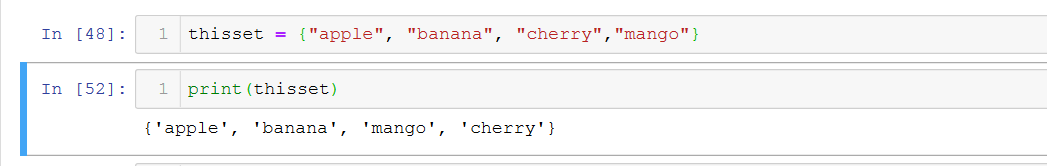 In [48]: 1 thisset = {"apple", "banana", "cherry","mango"}
In [52]: 1 print(thisset)
{'apple', 'banana', 'mango', 'cherry'}